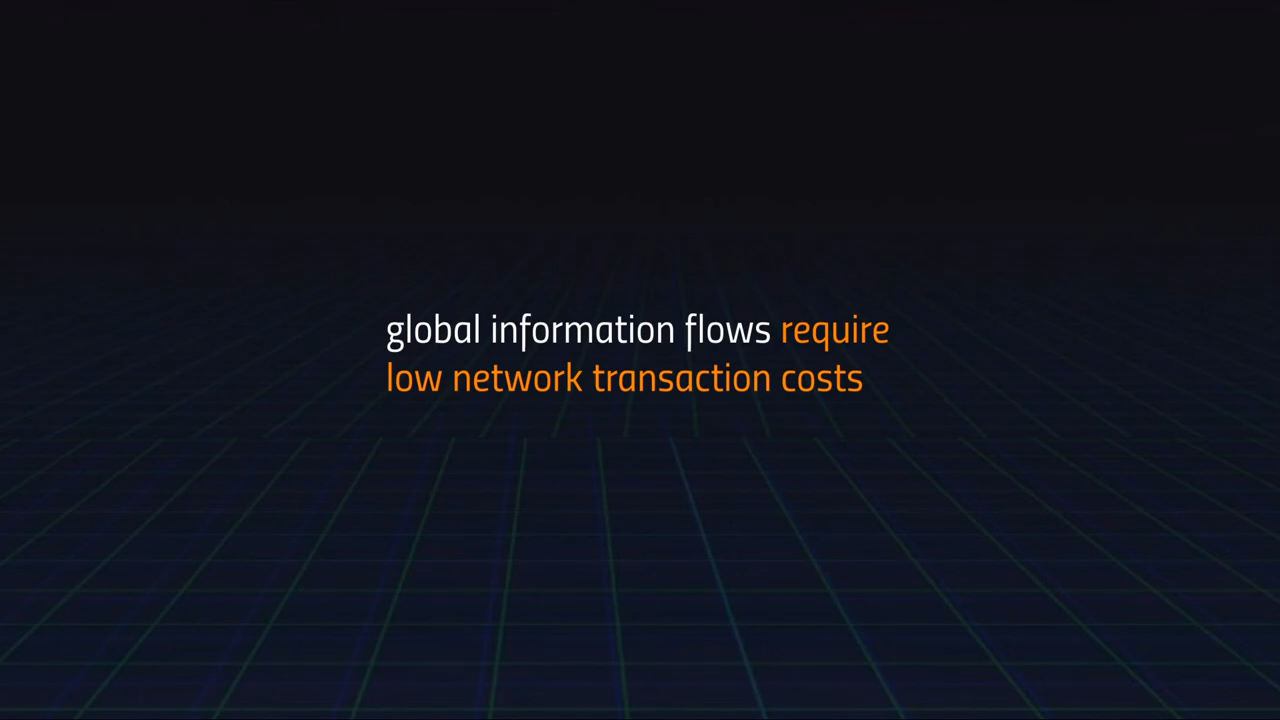 global information flows require
low network transaction costs